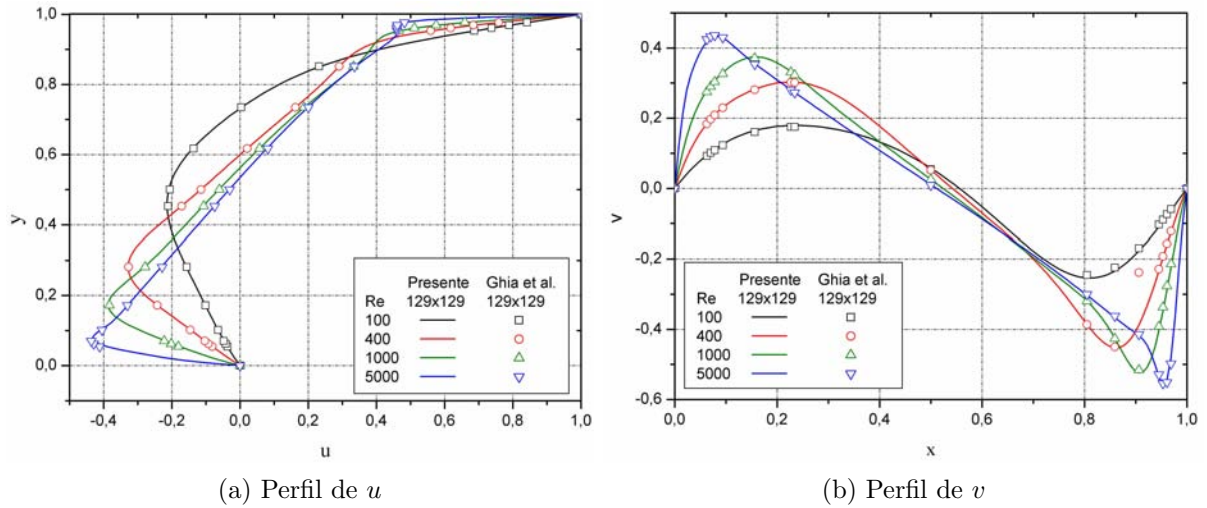 1,0
0,8
0,6
0,4
0,2
0,0
y
-0,4 -0,2 0,0 0,2 0,4 0,6 0,8 1,0
u
Presente Ghia et al.
Re 129x129 129x129
100
400
1000
5000
(a) Perfil de u
0,4
0,2
0,0
-0,2
-0,4
-0,6
v
0,0 0,2 0,4 0,6 0,8 1,0
x
Presente Ghia et al.
Re 129x129 129x129
100
400
1000
5000
(b) Perfil de v